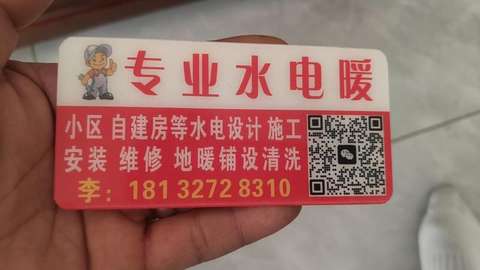 专业水电暖
小区 自建房等水电设计 施工
安装 维修 地暖铺设清洗
李：181 3272 8310